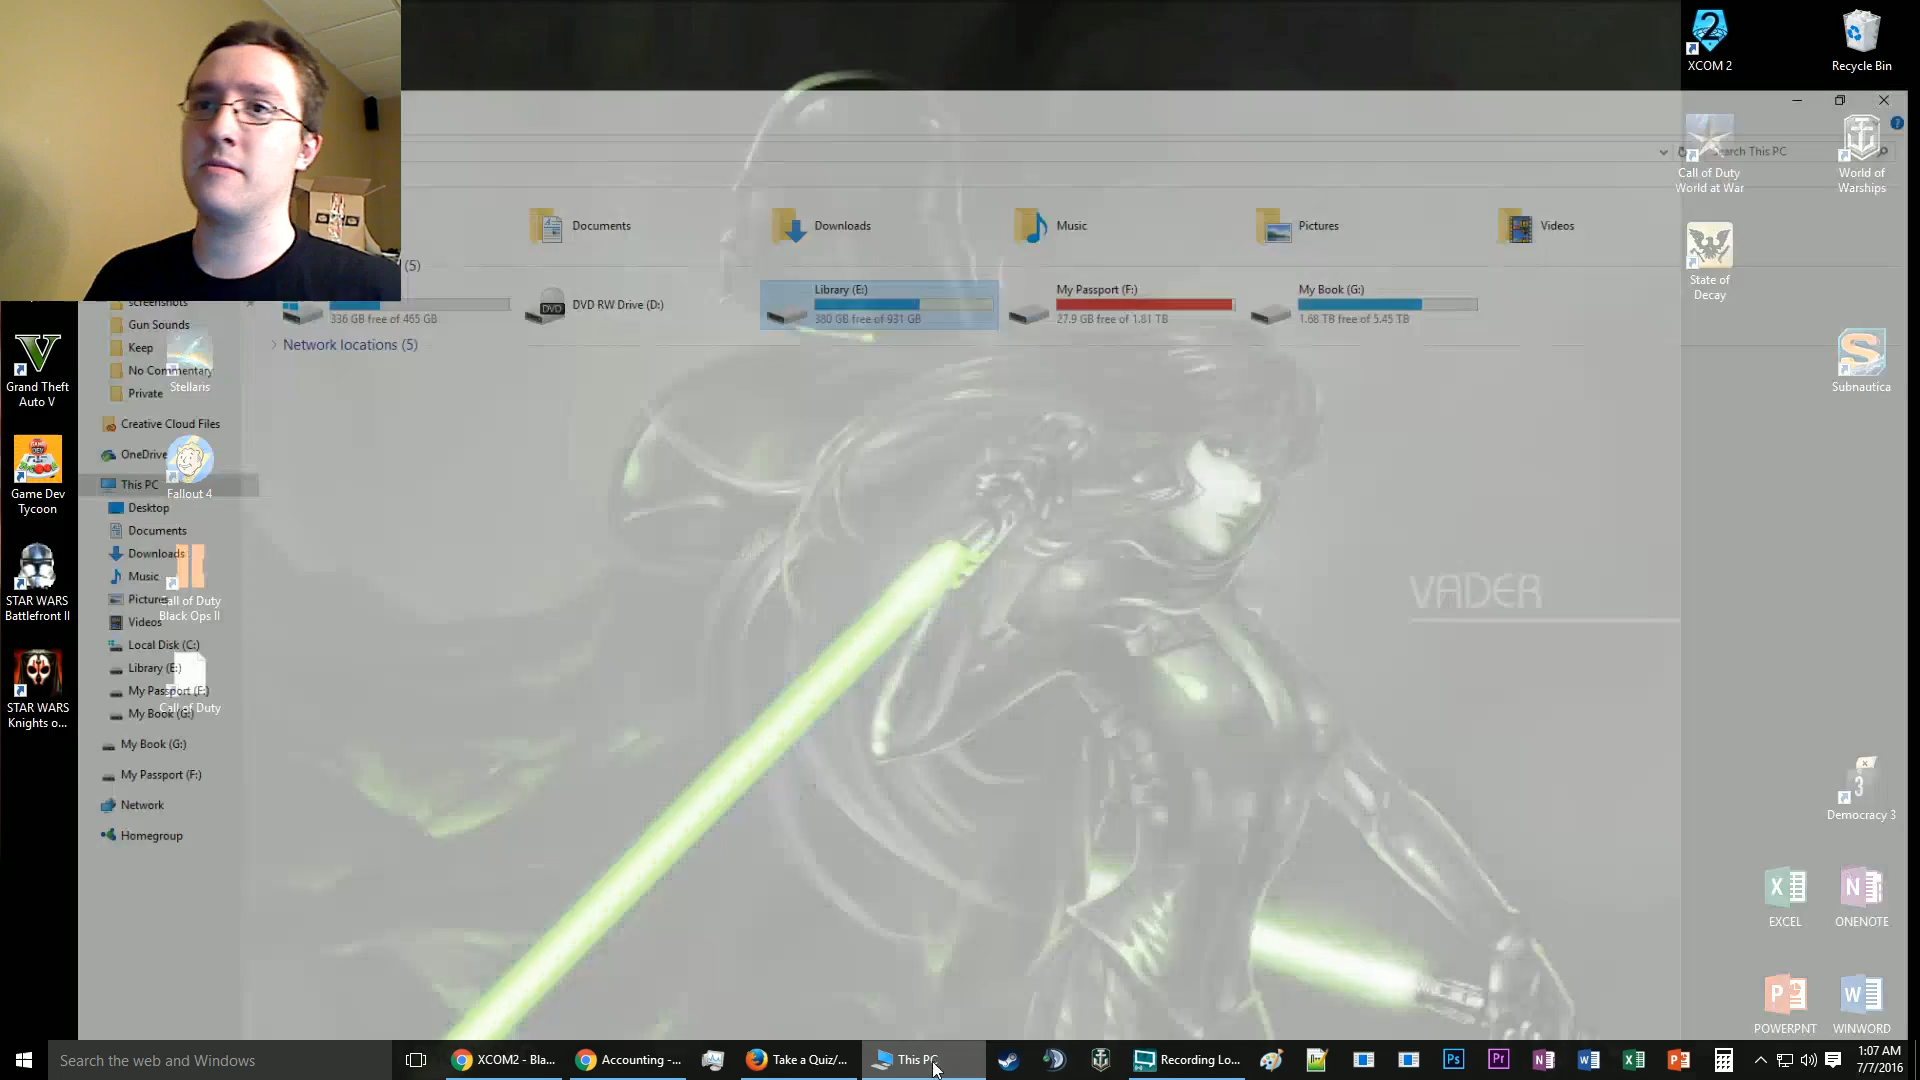 XCOM 2
Recycle Bin
Call of Duty
World at War
arch This PC
World of
Warships
State of
Decay
Subnautica
Democracy 3
EXCEL
ONENOTE
POWERPNT
WINWORD
Documents
Downloads
Music
Pictures
Videos
(5)
336 GB free of 465 GB
DVD RW Drive (D:)
Library (E:)
380 GB free of 931 GB
My Passport (F:)
27.9 GB free of 1.81 TB
My Book (G:)
1.68 TB free of 5.45 TB
Network locations (5)
VADER
screenshots
Gun Sounds
Keep
No Commentary
Private
Creative Cloud Files
OneDrive
This PC
Desktop
Documents
Downloads
Music
Pictures
Videos
Local Disk (C:)
Library (E:)
My Passport (F:)
My Book (G:)
My Book (G:)
My Passport (F:)
Network
Homegroup
Stellaris
Fallout 4
Call of Duty
Black Ops II
Call of Duty
Grand Theft
Auto V
Game Dev
Tycoon
STAR WARS
Battlefront II
STAR WARS
Knights o...
Search the web and Windows
XCOM2 - Bla...
Accounting -...
Take a Quiz/...
This PC
Recording Lo...
1:07 AM
7/7/2016